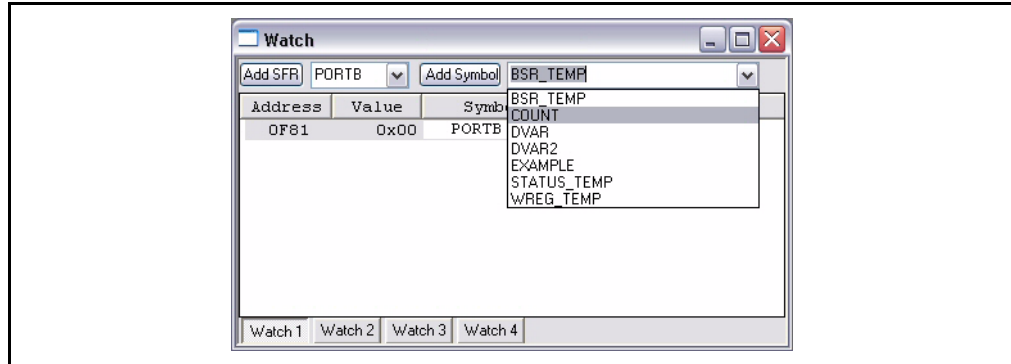 Watch
Add SFR PORTB Add Symbol BSR_TEMP
Address Value Symb
0F81 0x00 PORTB
BSR_TEMP
COUNT
DVAR
DVAR2
EXAMPLE
STATUS_TEMP
WREG_TEMP
Watch 1 Watch 2 Watch 3 Watch 4